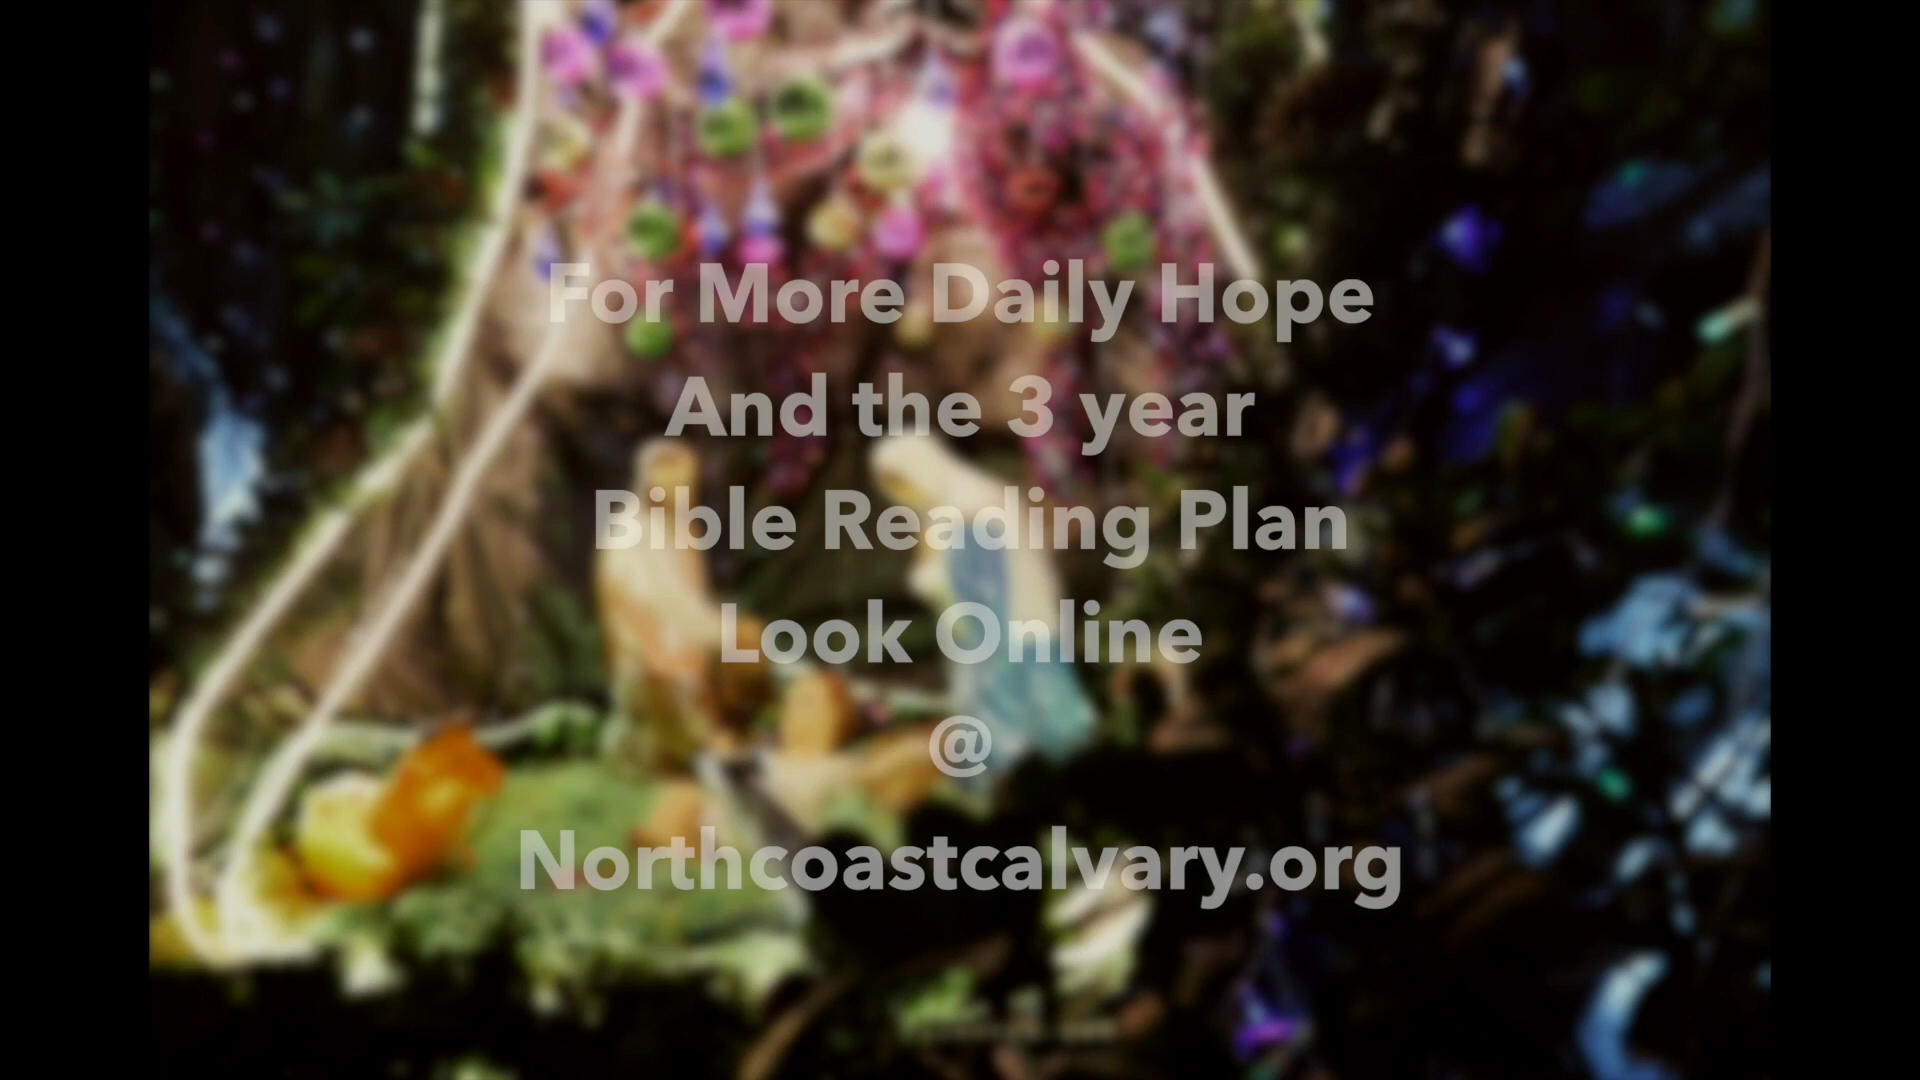 For More Daily Hope
And the 3 year
Bible Reading Plan
Look Online
@
Northcoastcalvary.org